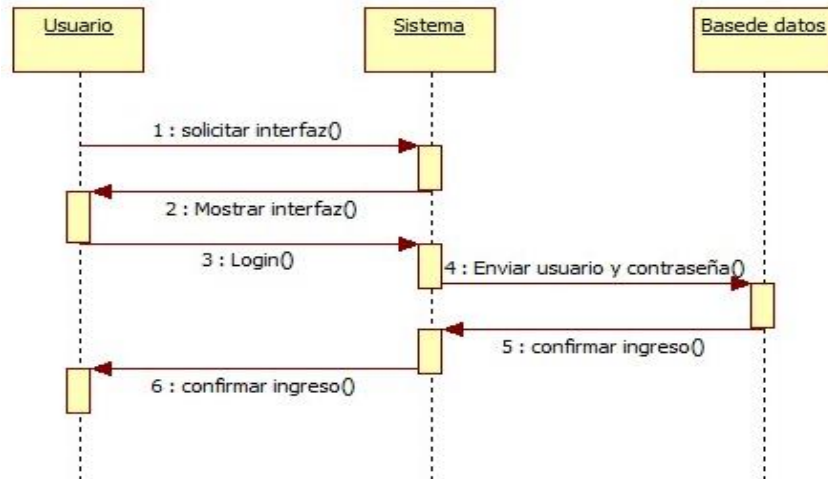 Usuario
Sistema
Basede datos
1 : solicitar interfaz()
2 : Mostrar interfaz()
3 : Login()
4 : Enviar usuario y contraseña()
5 : confirmar ingreso()
6 : confirmar ingreso()